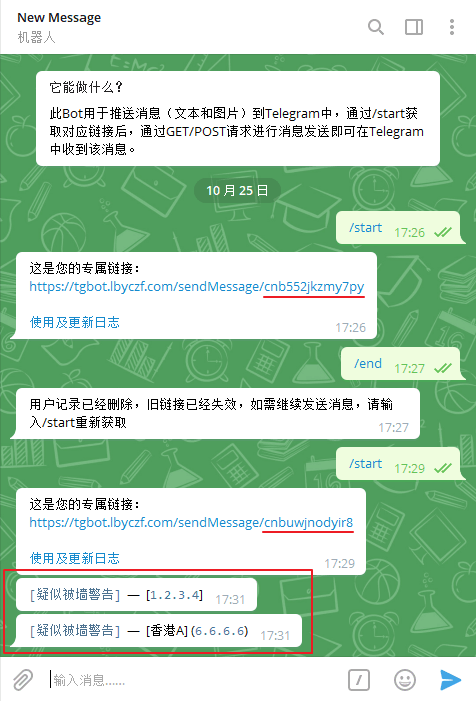 New Message
机器人
它能做什么？
此Bot用于推送消息（文本和图片）到Telegram中，通过/start获
取对应链接后，通过GET/POST请求进行消息发送即可在Telegram
中收到该消息。
10 月 25 日
/start 17:26
这是您的专属链接：
https://tgbot.lbyczf.com/sendMessage/cnb552jkzmy7py
使用及更新日志
17:26
/end 17:27
用户记录已经删除，旧链接已经失效，如需继续发送消息，请输
入/start重新获取 17:27
/start 17:29
这是您的专属链接：
https://tgbot.lbyczf.com/sendMessage/cnbuwjnodyir8
使用及更新日志
17:29
[疑似被墙警告] — [1.2.3.4] 17:31
[疑似被墙警告] — [香港A](6.6.6.6) 17:31
输入消息......